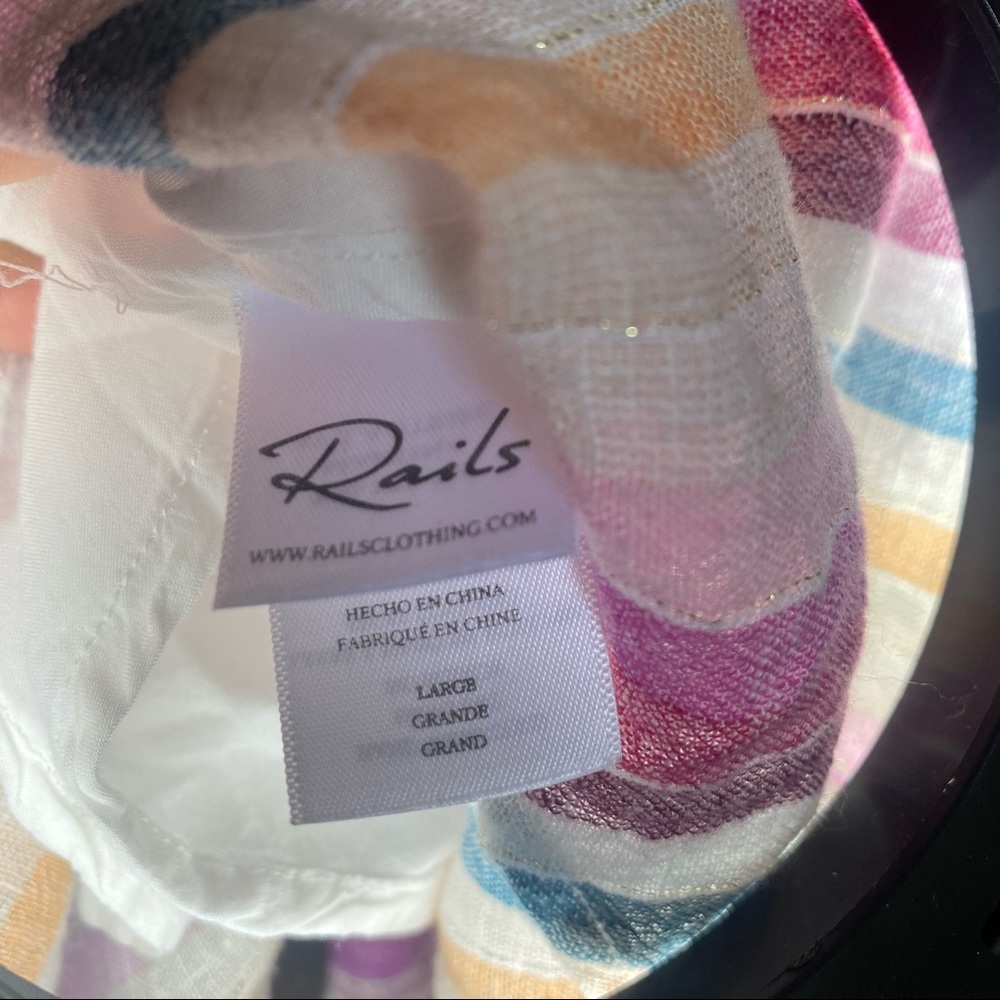 Rails
WWW.RAILSCLOTHING.COM
HECHO EN CHINA
FABRIQUÉ EN CHINE
LARGE
GRANDE
GRAND